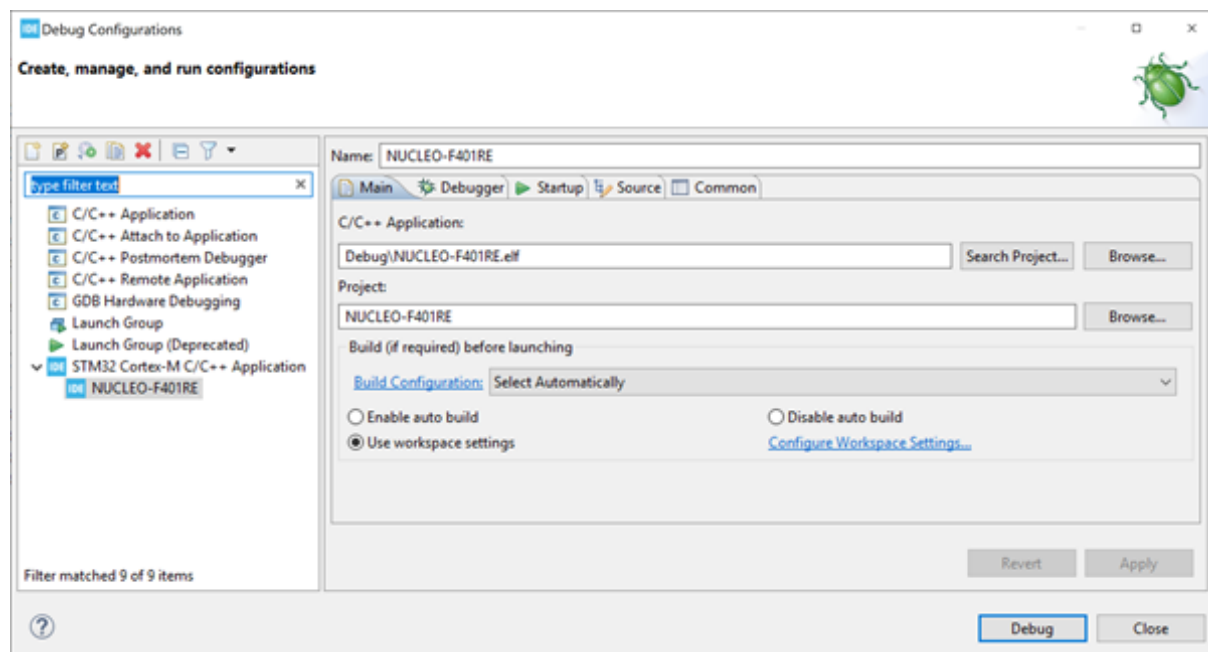 IDE Debug Configurations
Create, manage, and run configurations
type filter text
C/C++ Application
C/C++ Attach to Application
C/C++ Postmortem Debugger
C/C++ Remote Application
GDB Hardware Debugging
Launch Group
Launch Group (Deprecated)
IDE STM32 Cortex-M C/C++ Application
IDE NUCLEO-F401RE
Filter matched 9 of 9 items
Name: NUCLEO-F401RE
Main Debugger Startup Source Common
C/C++ Application:
Debug\NUCLEO-F401RE.elf Search Project... Browse...
Project:
NUCLEO-F401RE Browse...
Build (if required) before launching
Build Configuration: Select Automatically
Enable auto build Disable auto build
Use workspace settings Configure Workspace Settings...
Revert Apply
? Debug Close